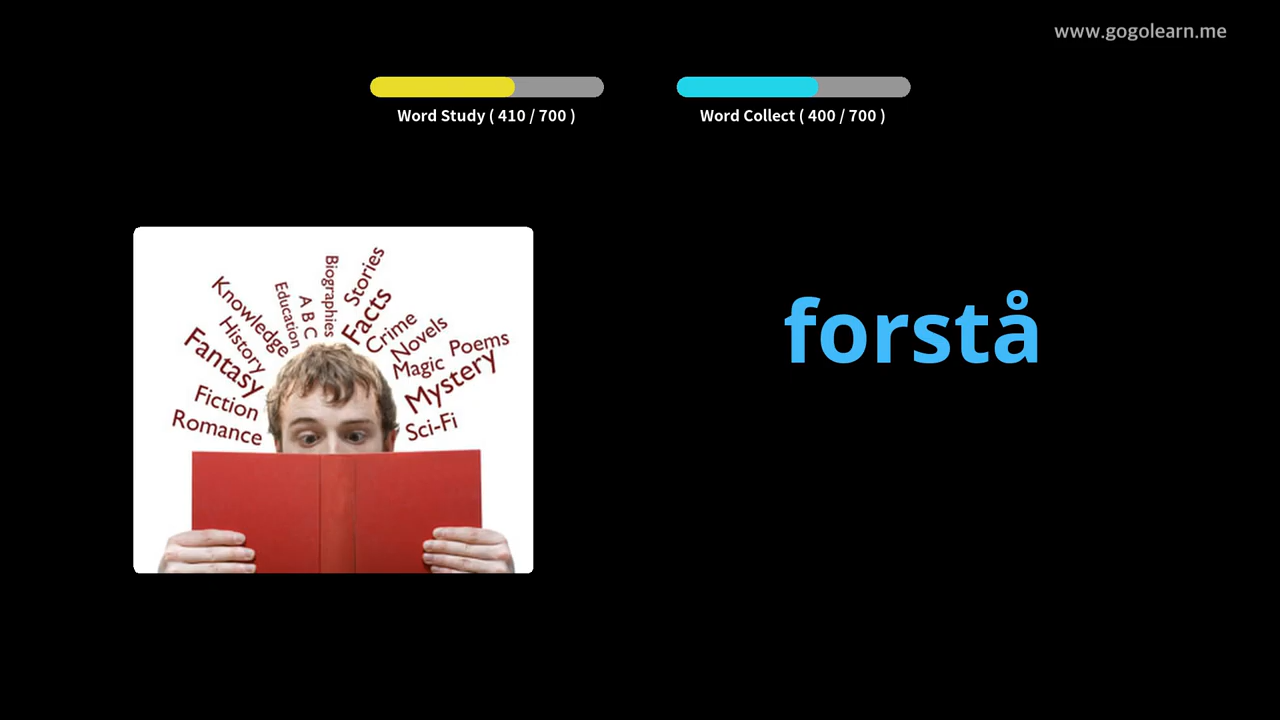 www.gogolearn.me
Word Study ( 410 / 700 )
Word Collect ( 400 / 700 )
forstå
Biographies
Stories
Knowledge
Education
A B C
Facts
History
Crime
Novels
Fantasy
Magic
Poems
Mystery
Fiction
Romance
Sci-Fi